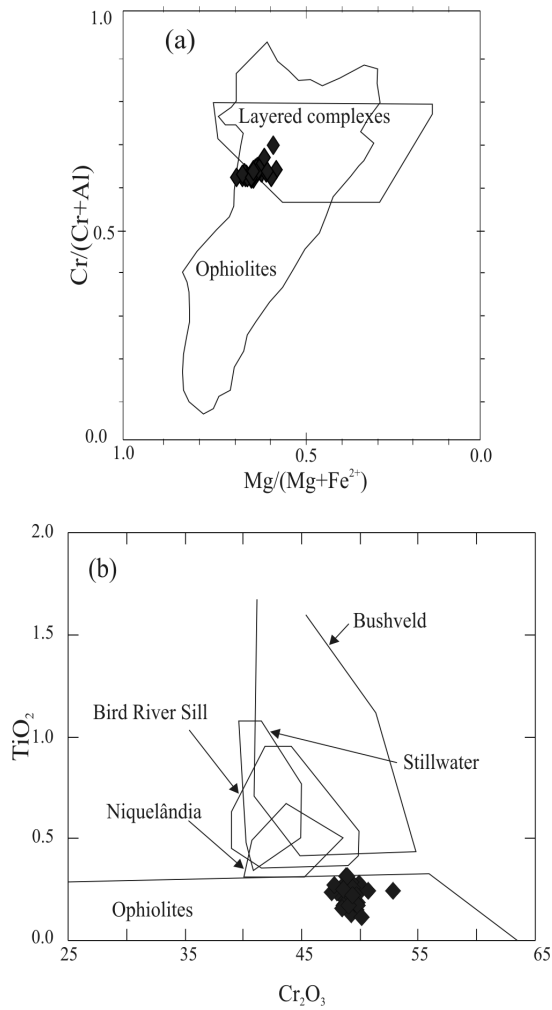 1.0
(a)
Layered complexes
Cr/(Cr+Al)
0.5
Ophiolites
0.0
1.0
0.5
0.0
Mg/(Mg+Fe²⁺)
2.0
(b)
Bushveld
1.5
Bird River Sill
TiO₂
1.0
Stillwater
Niquelândia
0.5
Ophiolites
0.0
25
35
45
55
65
Cr₂O₃